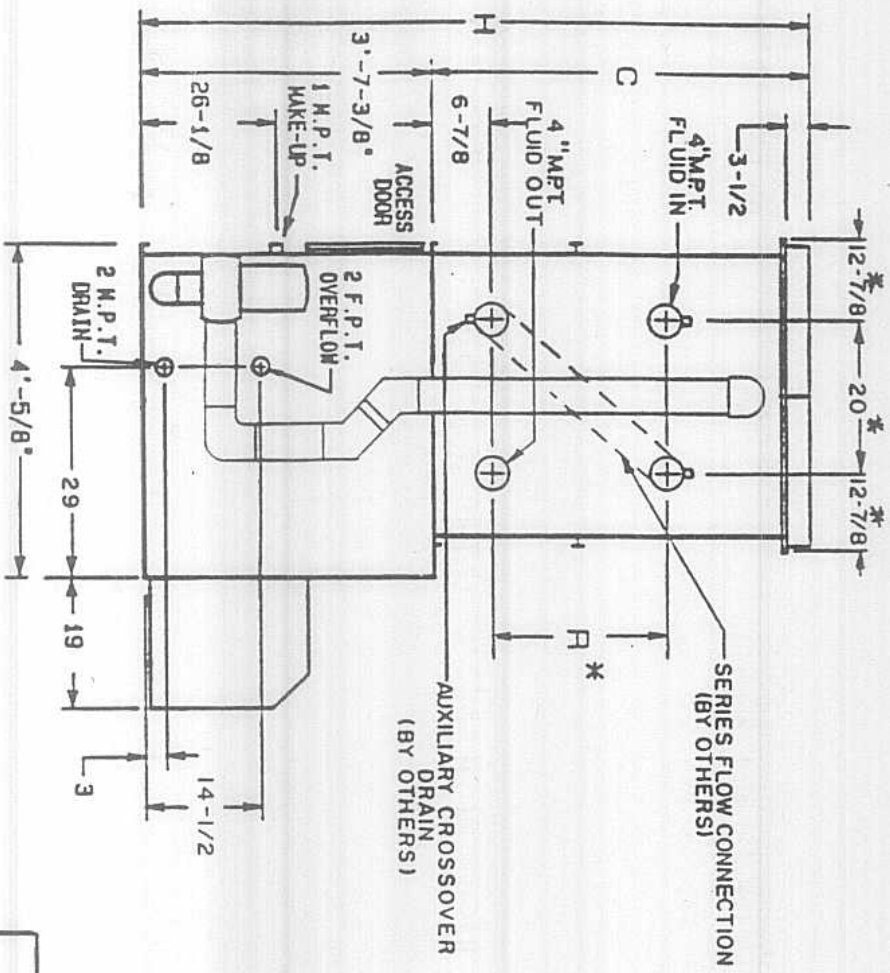 H
C
3'-7-3/8"
26-1/8
1 M.P.T.
MAKE-UP
6-7/8
3-1/2
ACCESS
DOOR
4" M.P.T.
FLUID OUT
4" M.P.T.
FLUID IN
12-7/8 *
20 *
12-7/8 *
2 F.P.T.
OVERFLOW
2 M.P.T.
DRAIN
4'-5/8"
29
19
3
14-1/2
R *
SERIES FLOW CONNECTION
(BY OTHERS)
AUXILIARY CROSSOVER
DRAIN
(BY OTHERS)